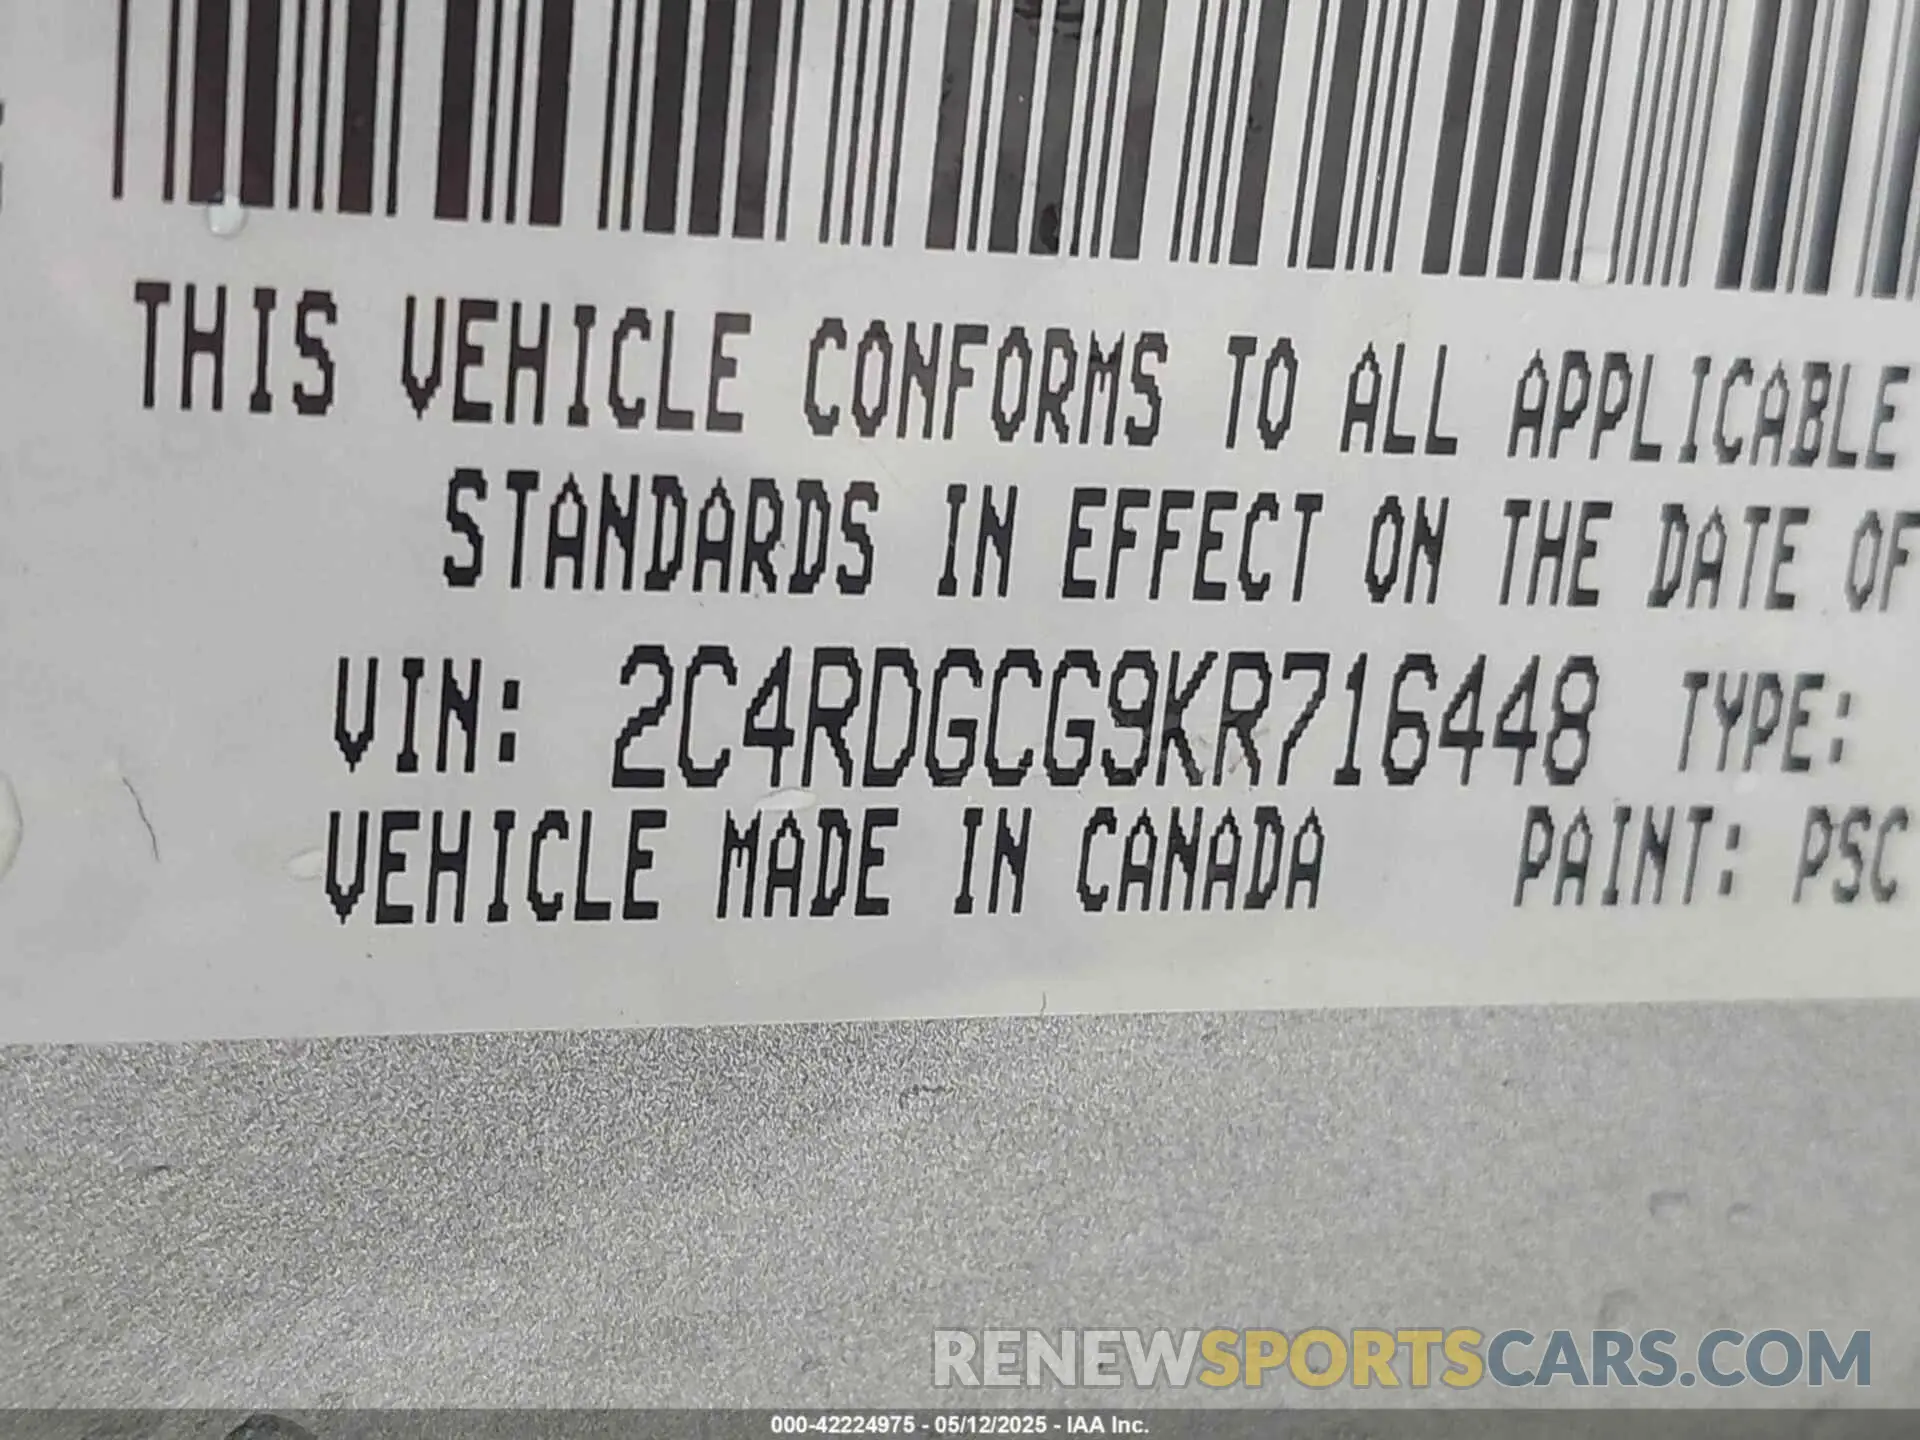 THIS VEHICLE CONFORMS TO ALL APPLICABLE
STANDARDS IN EFFECT ON THE DATE OF
VIN: 2C4RDGCG9KR716448 TYPE:
VEHICLE MADE IN CANADA PAINT: PSC
RENEWSPORTSCARS.COM
000-42224975 - 05/12/2025 - IAA Inc.